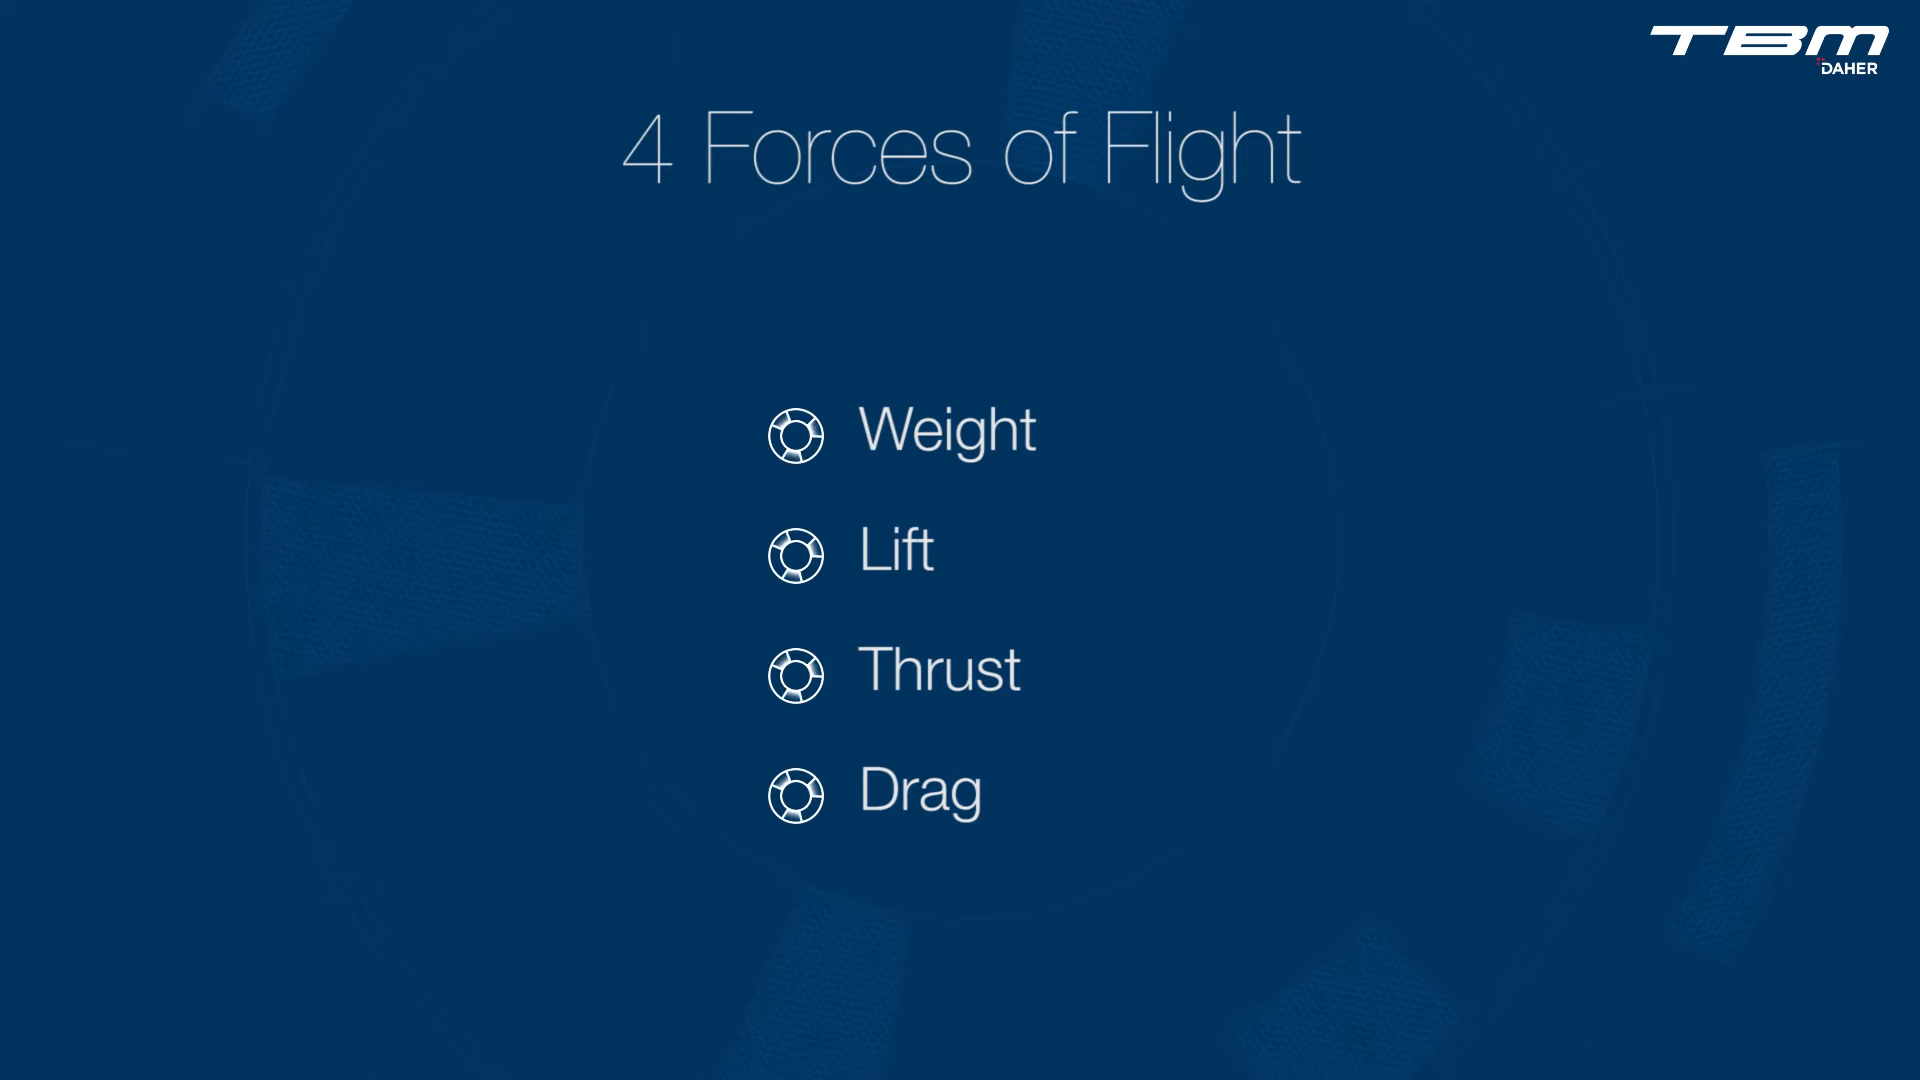 TBM
DAHER
4 Forces of Flight
Weight
Lift
Thrust
Drag